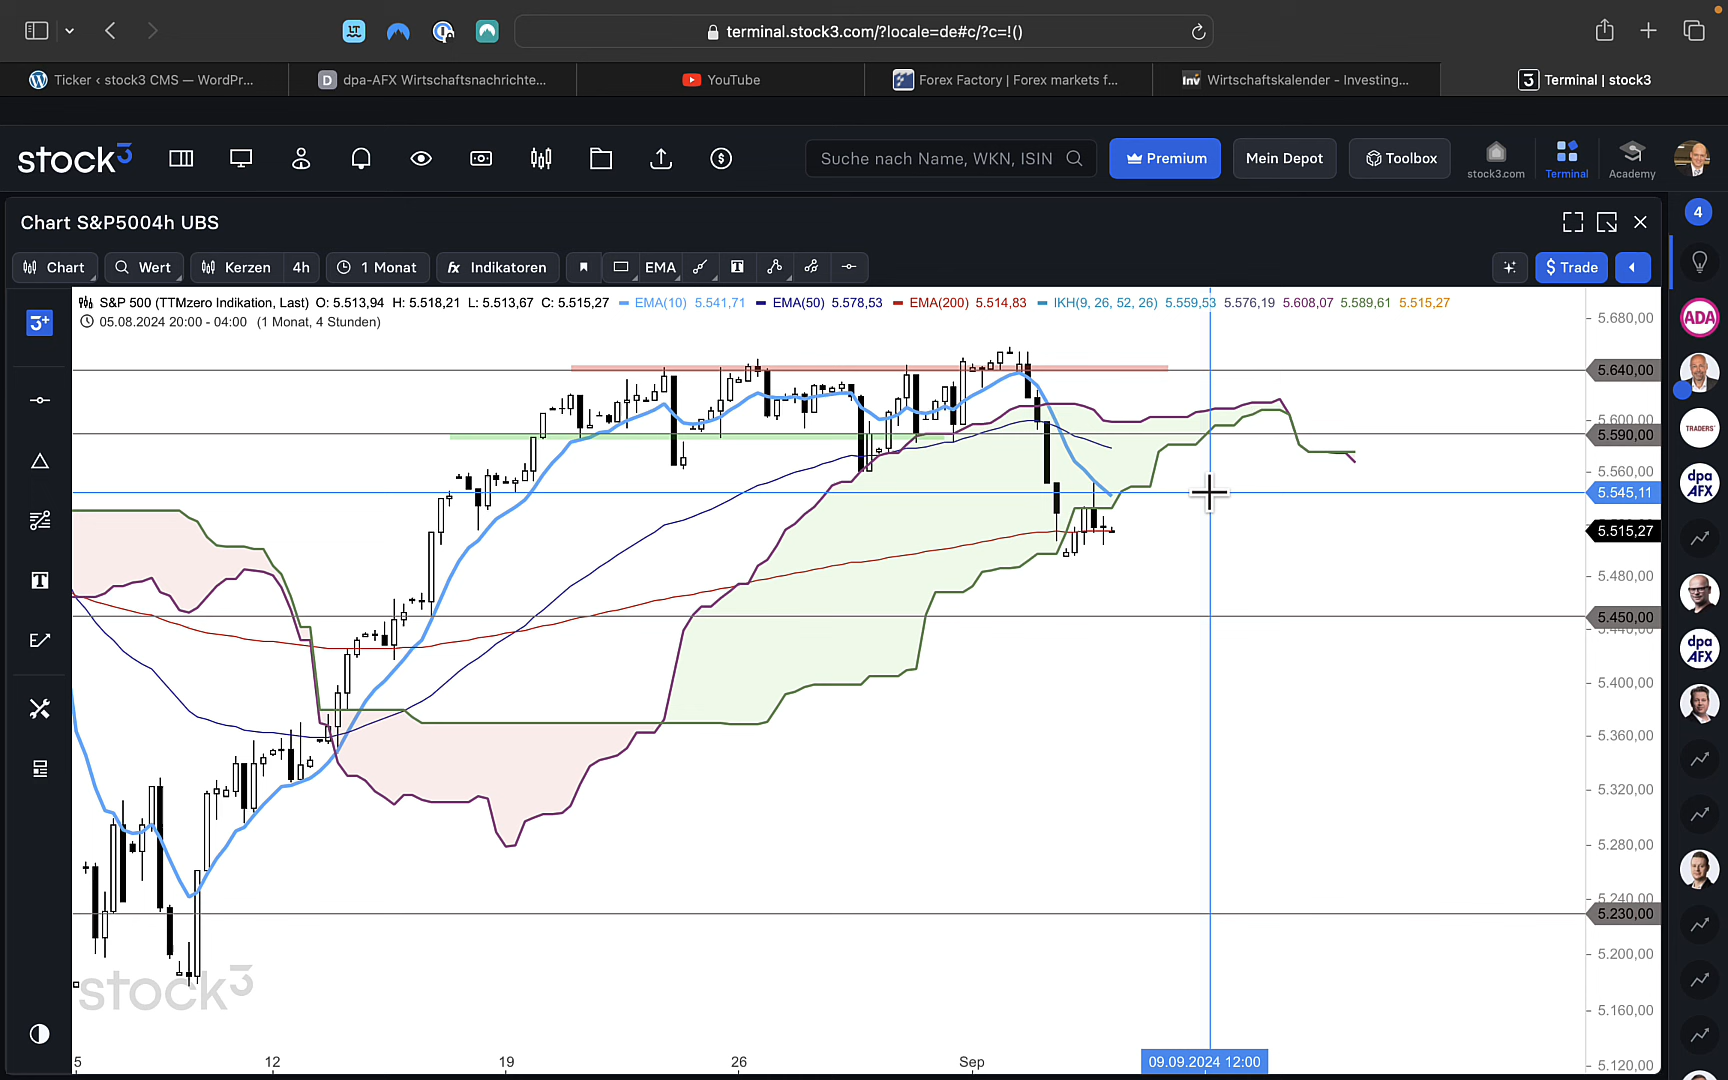 terminal.stock3.com/?locale=de#c/?c=!()
Ticker ‹ stock3 CMS — WordPr...
D dpa-AFX Wirtschaftsnachrichte...
YouTube
Forex Factory | Forex markets f...
Inv Wirtschaftskalender - Investing...
3 Terminal | stock3
stock3
Suche nach Name, WKN, ISIN
Premium
Mein Depot
Toolbox
stock3.com
Terminal
Academy
Chart S&P5004h UBS
4
Chart
Wert
Kerzen
4h
1 Monat
fx Indikatoren
EMA
T
$ Trade
3+
S&P 500 (TTMzero Indikation, Last) O: 5.513,94 H: 5.518,21 L: 5.513,67 C: 5.515,27 EMA(10) 5.541,71 EMA(50) 5.578,53 EMA(200) 5.514,83 IKH(9, 26, 52, 26) 5.559,53 5.576,19 5.608,07 5.589,61 5.515,27
05.08.2024 20:00 - 04:00 (1 Monat, 4 Stunden)
5.680,00
5.640,00
5.600,00
5.590,00
5.560,00
5.545,11
5.515,27
5.480,00
5.450,00
5.440,00
5.400,00
5.360,00
5.320,00
5.280,00
5.240,00
5.230,00
5.200,00
5.160,00
5.120,00
T
stock3
5
12
19
26
Sep
09.09.2024 12:00
ADA
TRADERS'
dpa
AFX
dpa
AFX